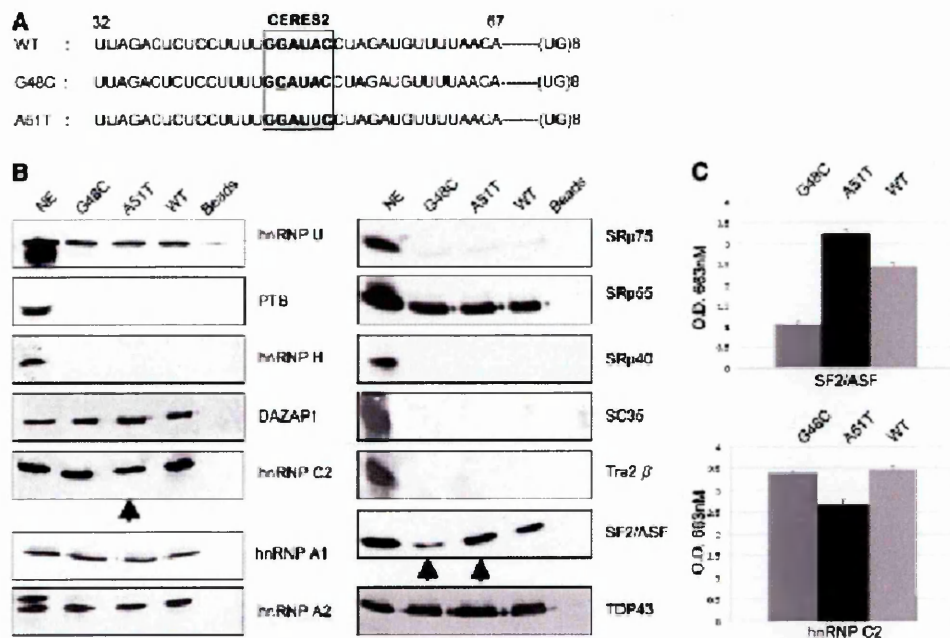 A
32 CERES2 67
WT : UUAGACUCUCCUUUUGGAUACCUAGAUGUUUUAACA------(UG)8
G48C : UUAGACUCUCCUUUUGCAUACCUAGAUGUUUUAACA------(UG)8
A51T : UUAGACUCUCCUUUUGGAUUCCUAGAUGUUUUAACA------(UG)8
B
NE G48C A51T WT Beads
hnRNP U
PTB
hnRNP H
DAZAP1
hnRNP C2
hnRNP A1
hnRNP A2
NE G48C A51T WT Beads
SRp75
SRp55
SRp40
SC35
Tra2 β
SF2/ASF
TDP43
C
G48C A51T WT
O.D. 663nM
SF2/ASF
G48C A51T WT
O.D. 663nM
hnRNP C2